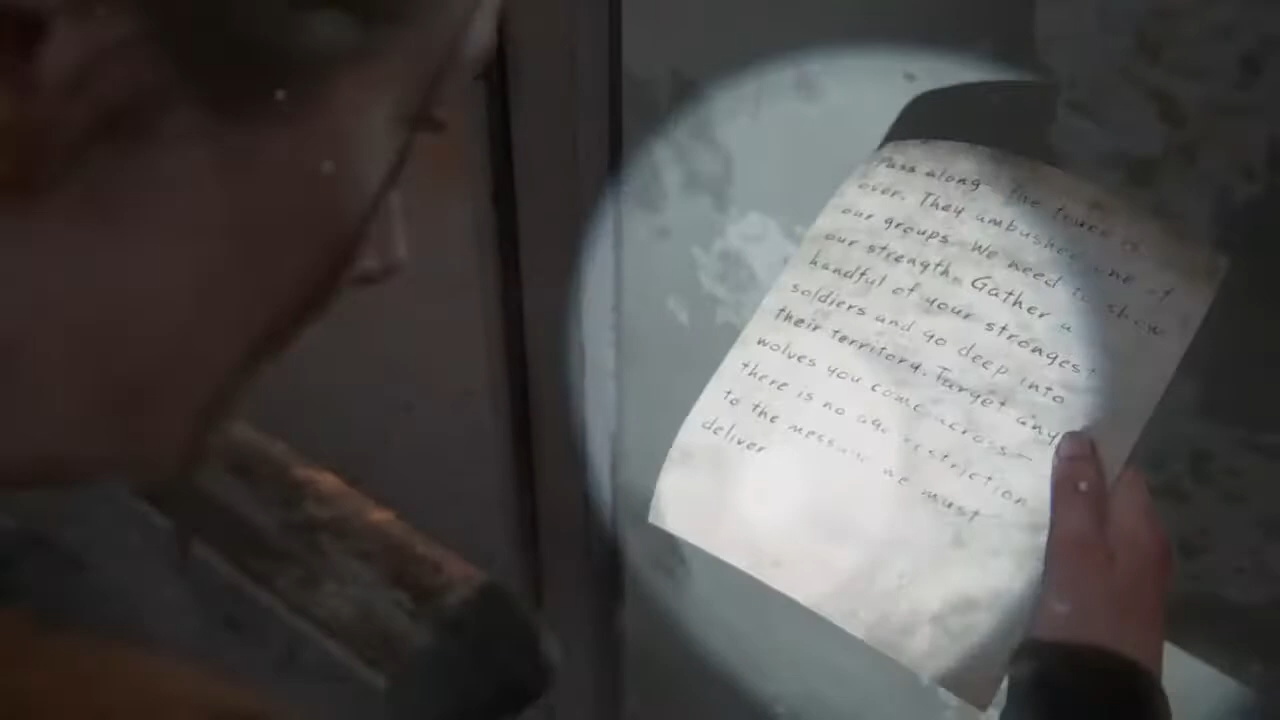 Pass along - the truce is
over. They ambushed one of
our groups. We need to show
our strength. Gather a
handful of your strongest
soldiers and go deep into
their territory. Target any
wolves you come across -
there is no age restriction
to the message we must
deliver